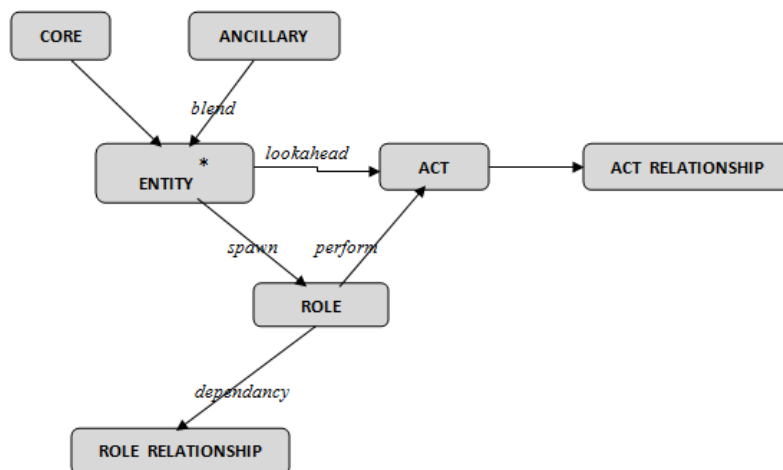 CORE
ANCILLARY
blend
lookahead
*
ENTITY
ACT
ACT RELATIONSHIP
spawn
perform
ROLE
dependancy
ROLE RELATIONSHIP